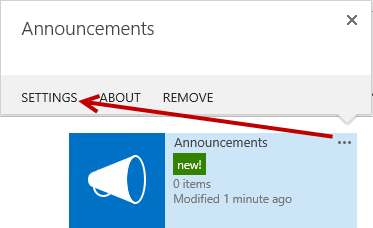 Announcements
SETTINGS ABOUT REMOVE
Announcements
new!
0 items
Modified 1 minute ago